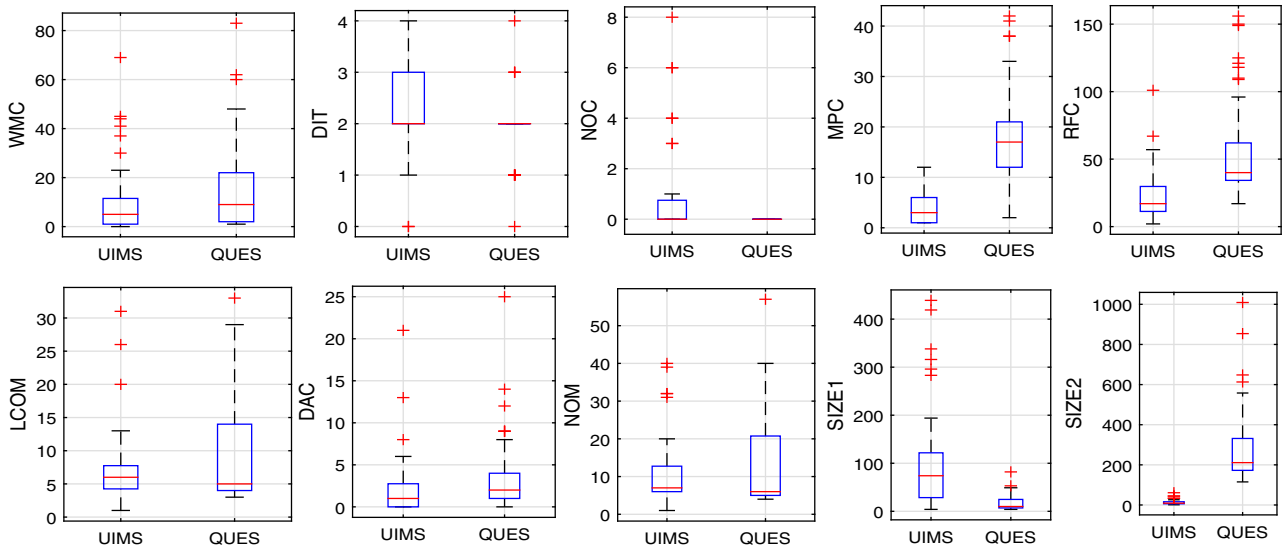 WMC
80
60
40
20
0
UIMS QUES
DIT
4
3
2
1
0
UIMS QUES
NOC
8
6
4
2
0
UIMS QUES
MPC
40
30
20
10
0
UIMS QUES
RFC
150
100
50
0
UIMS QUES
LCOM
30
25
20
15
10
5
0
UIMS QUES
DAC
25
20
15
10
5
0
UIMS QUES
NOM
50
40
30
20
10
0
UIMS QUES
SIZE1
400
300
200
100
0
UIMS QUES
SIZE2
1000
800
600
400
200
0
UIMS QUES